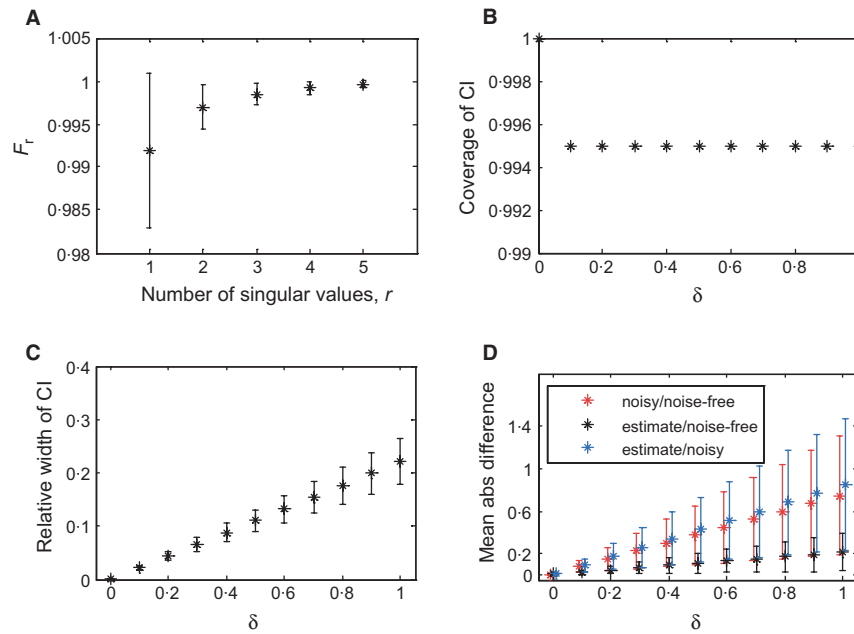 A
1·005
1
0·995
0·99
0·985
0·98
F_r
1 2 3 4 5
Number of singular values, r
B
1
0·998
0·996
0·994
0·992
0·99
Coverage of CI
0 0·2 0·4 0·6 0·8
δ
C
0·4
0·3
0·2
0·1
0
Relative width of CI
0 0·2 0·4 0·6 0·8 1
δ
D
noisy/noise-free
estimate/noise-free
estimate/noisy
1·4
1
0·6
0·2
0
Mean abs difference
0 0·2 0·4 0·6 0·8 1
δ